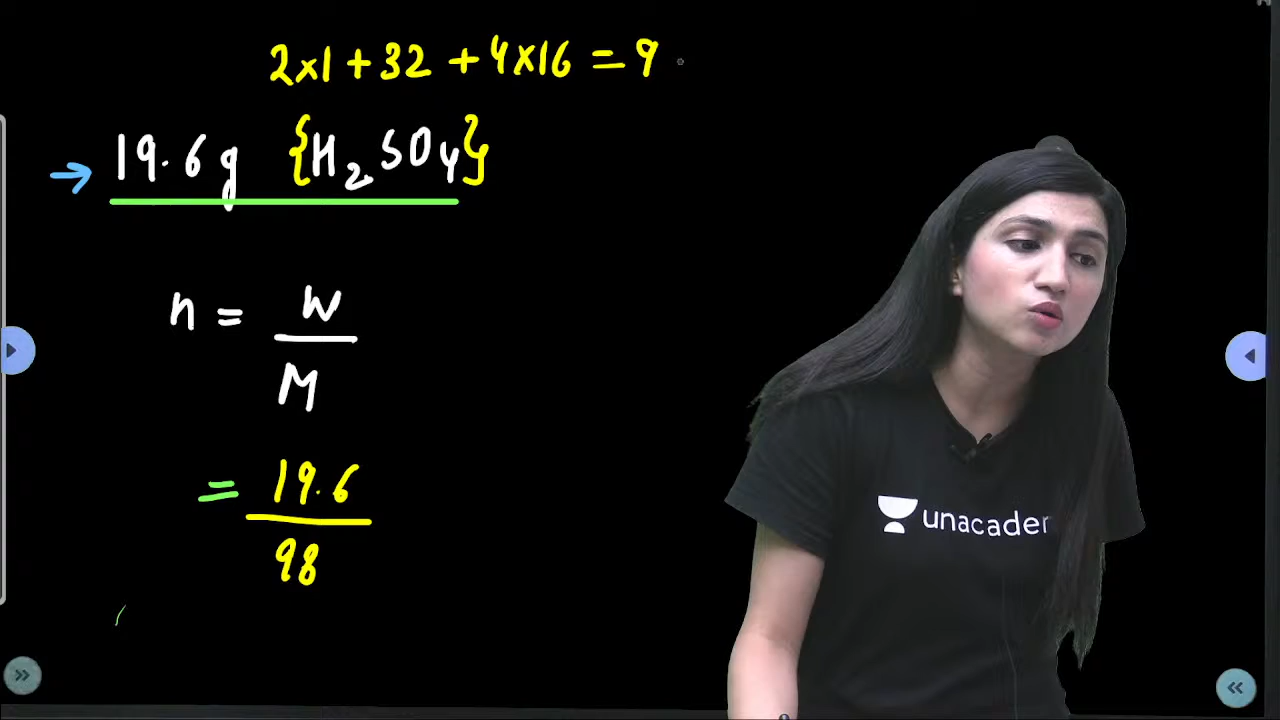 2×1 + 32 + 4×16 = 9
→ 19.6 g {H₂SO₄}
n = W
M
= 19.6
98
unacader